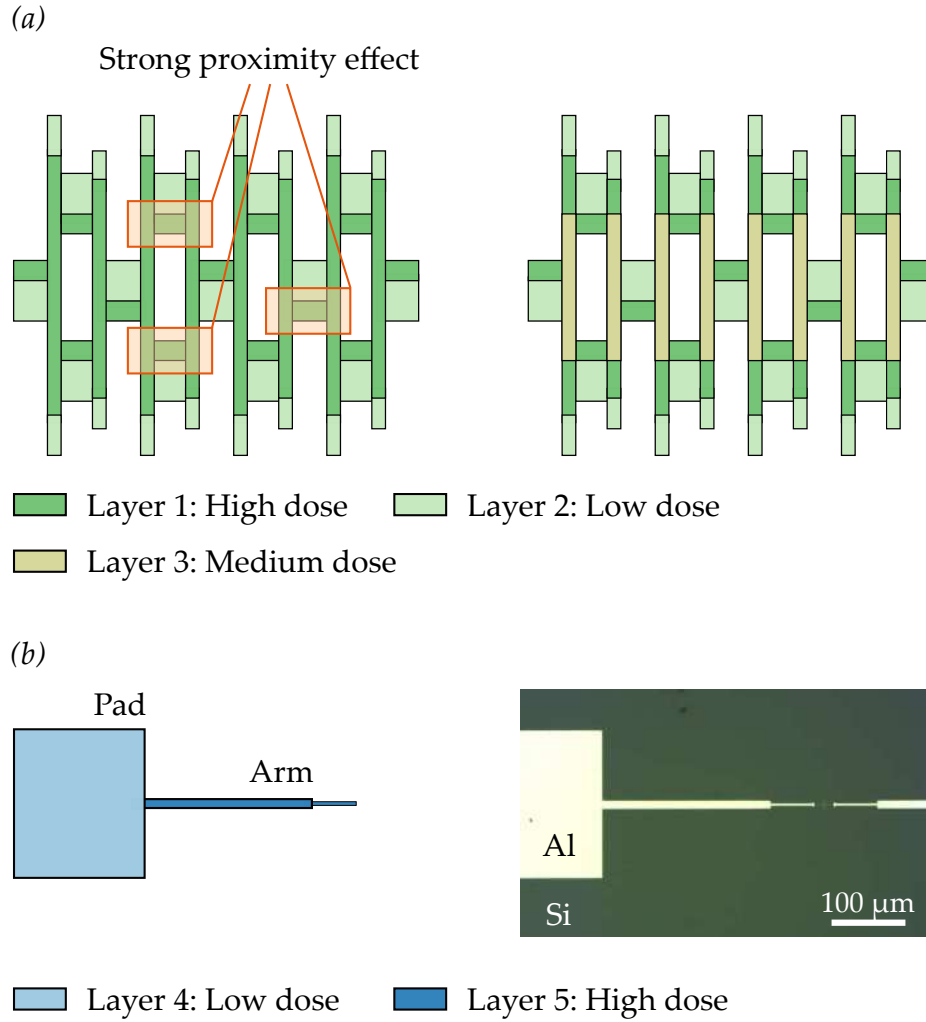 (a)
Strong proximity effect
Layer 1: High dose
Layer 2: Low dose
Layer 3: Medium dose
(b)
Pad
Arm
Al
Si
100 µm
Layer 4: Low dose
Layer 5: High dose